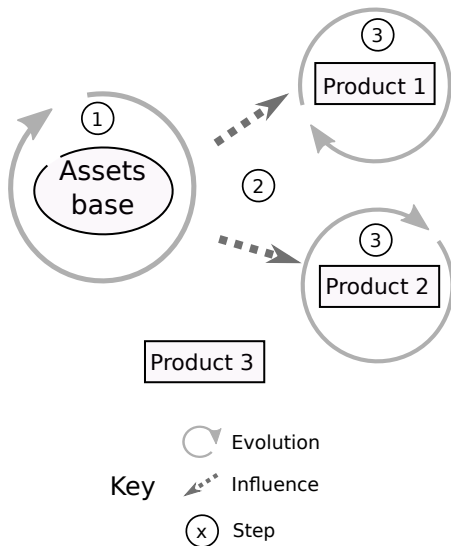 3
Product 1
1
Assets
base
2
3
Product 2
Product 3
Evolution
Key
Influence
x
Step